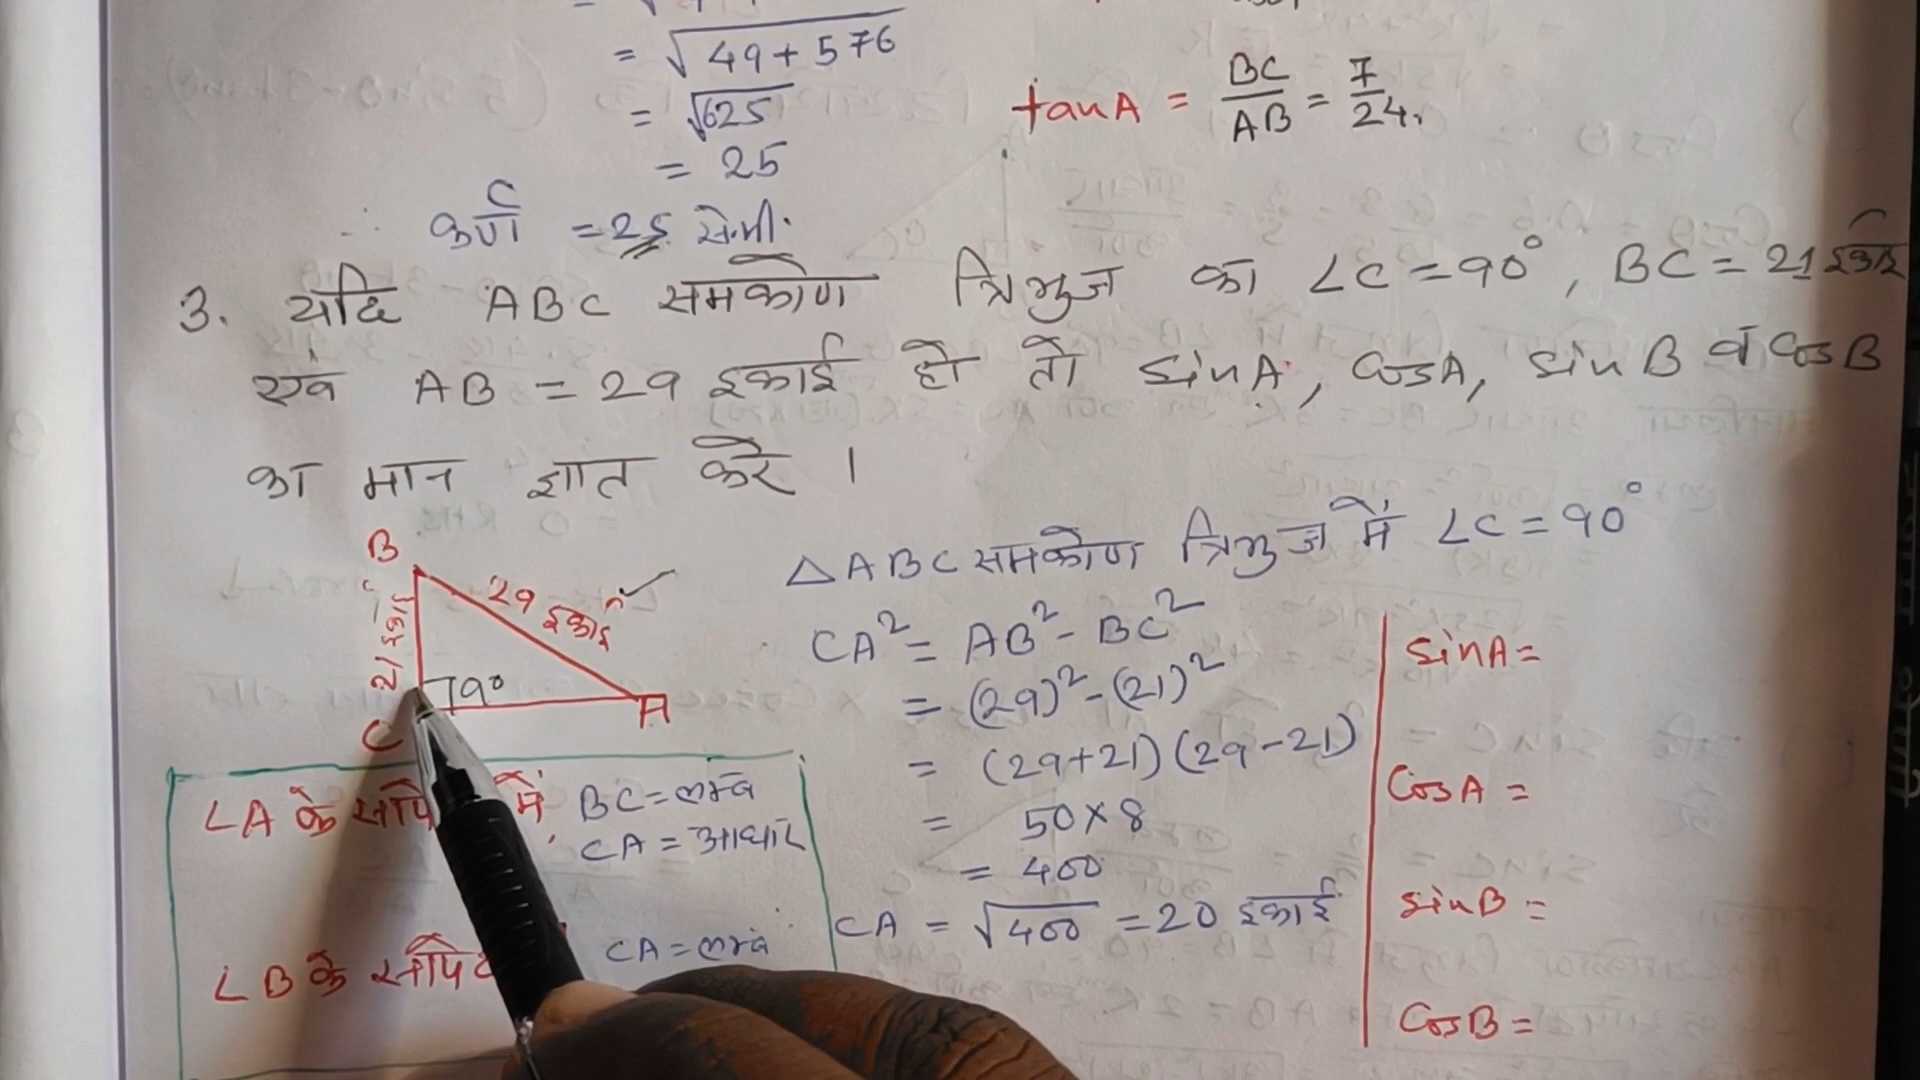 = √49+576
= √625
= 25
∴ कर्ण = 25 से.मी.
tanA = BC/AB = 7/24.
3. यदि ABC समकोण त्रिभुज का ∠C = 90°, BC = 21 इकाई
एवं AB = 29 इकाई हो तो sinA, cosA, sinB व cosB
का मान ज्ञात करे ।
B
29 इकाई ✓
21 इकाई
90
C
A
∠A के सापेक्ष में, BC = लम्ब
CA = आधार
∠B के CA = लम्ब
△ABC समकोण त्रिभुज में ∠C = 90°
CA² = AB² - BC²
= (29)² - (21)²
= (29+21) (29-21)
= 50×8
= 400
CA = √400 = 20 इकाई
sinA =
cosA =
sinB =
cosB =